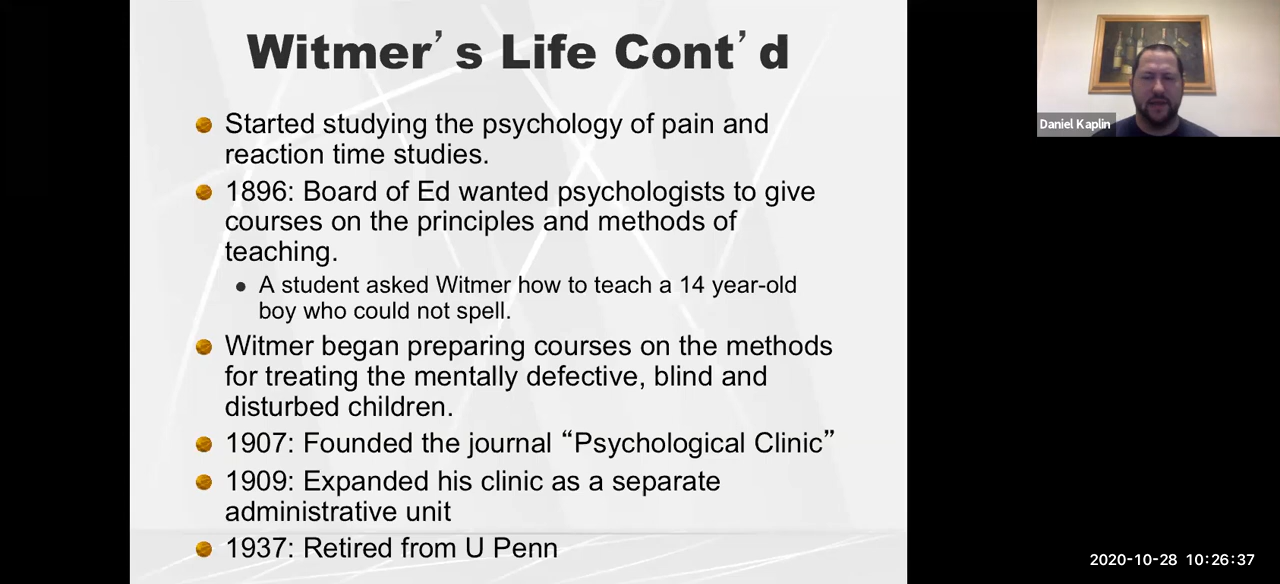 Witmer’s Life Cont’d
Started studying the psychology of pain and
reaction time studies.
1896: Board of Ed wanted psychologists to give
courses on the principles and methods of
teaching.
A student asked Witmer how to teach a 14 year-old
boy who could not spell.
Witmer began preparing courses on the methods
for treating the mentally defective, blind and
disturbed children.
1907: Founded the journal “Psychological Clinic”
1909: Expanded his clinic as a separate
administrative unit
1937: Retired from U Penn
Daniel Kaplin
2020-10-28 10:26:37